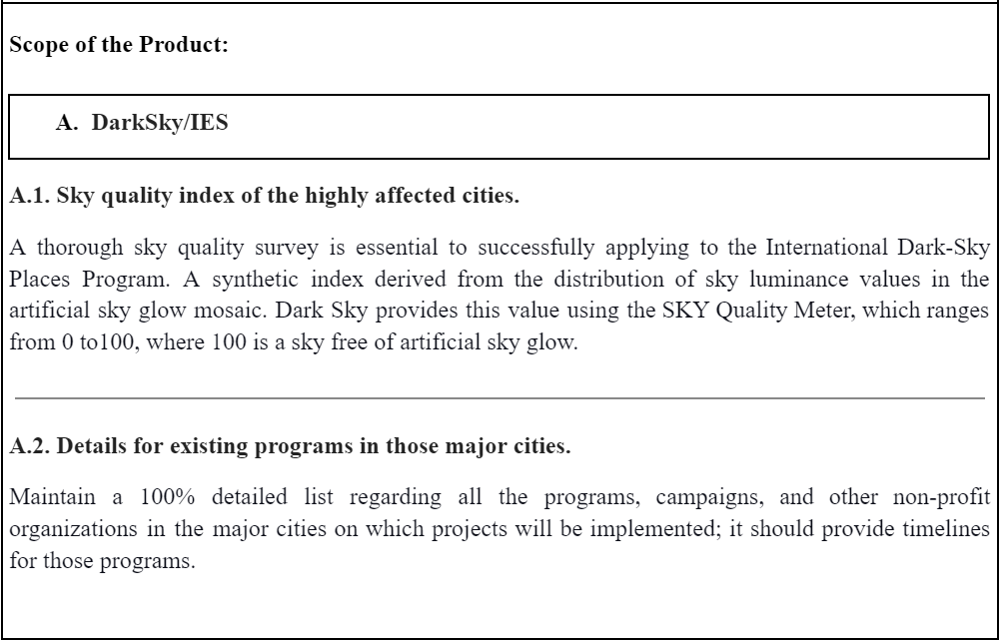 Scope of the Product:
A. DarkSky/IES
A.1. Sky quality index of the highly affected cities.
A thorough sky quality survey is essential to successfully applying to the International Dark-Sky
Places Program. A synthetic index derived from the distribution of sky luminance values in the
artificial sky glow mosaic. Dark Sky provides this value using the SKY Quality Meter, which ranges
from 0 to100, where 100 is a sky free of artificial sky glow.
A.2. Details for existing programs in those major cities.
Maintain a 100% detailed list regarding all the programs, campaigns, and other non-profit
organizations in the major cities on which projects will be implemented; it should provide timelines
for those programs.